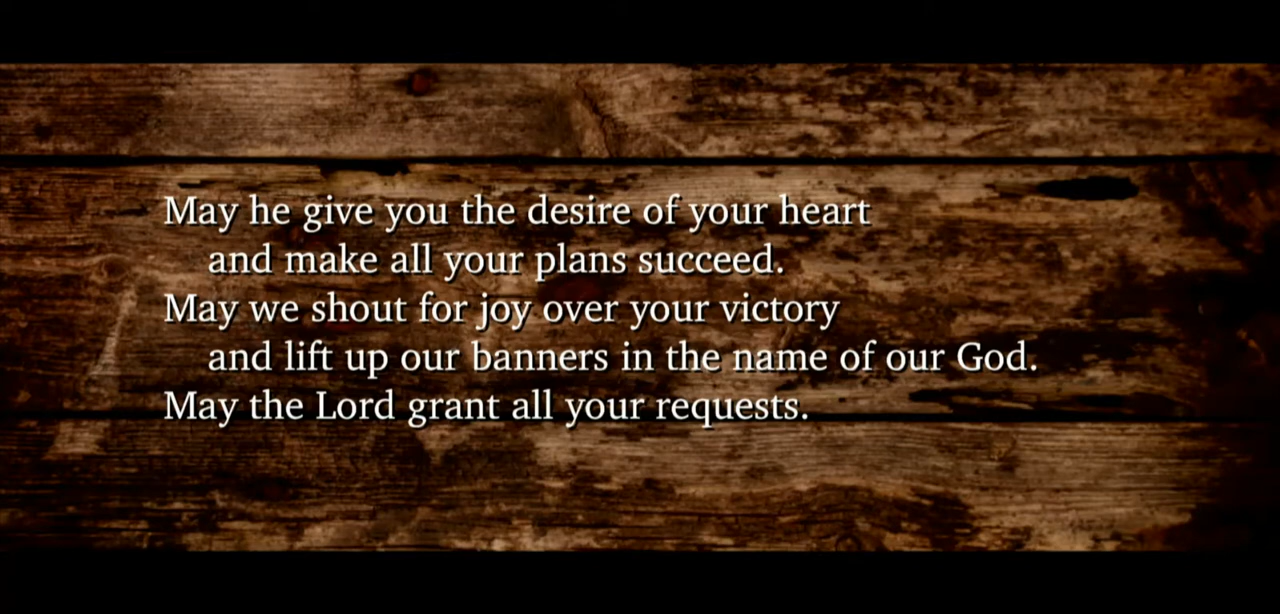 May he give you the desire of your heart
and make all your plans succeed.
May we shout for joy over your victory
and lift up our banners in the name of our God.
May the Lord grant all your requests.